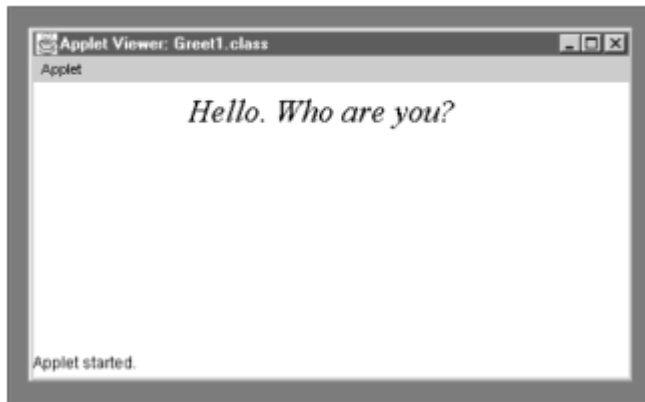 Applet Viewer: Greet1.class
Applet
Hello. Who are you?
Applet started.